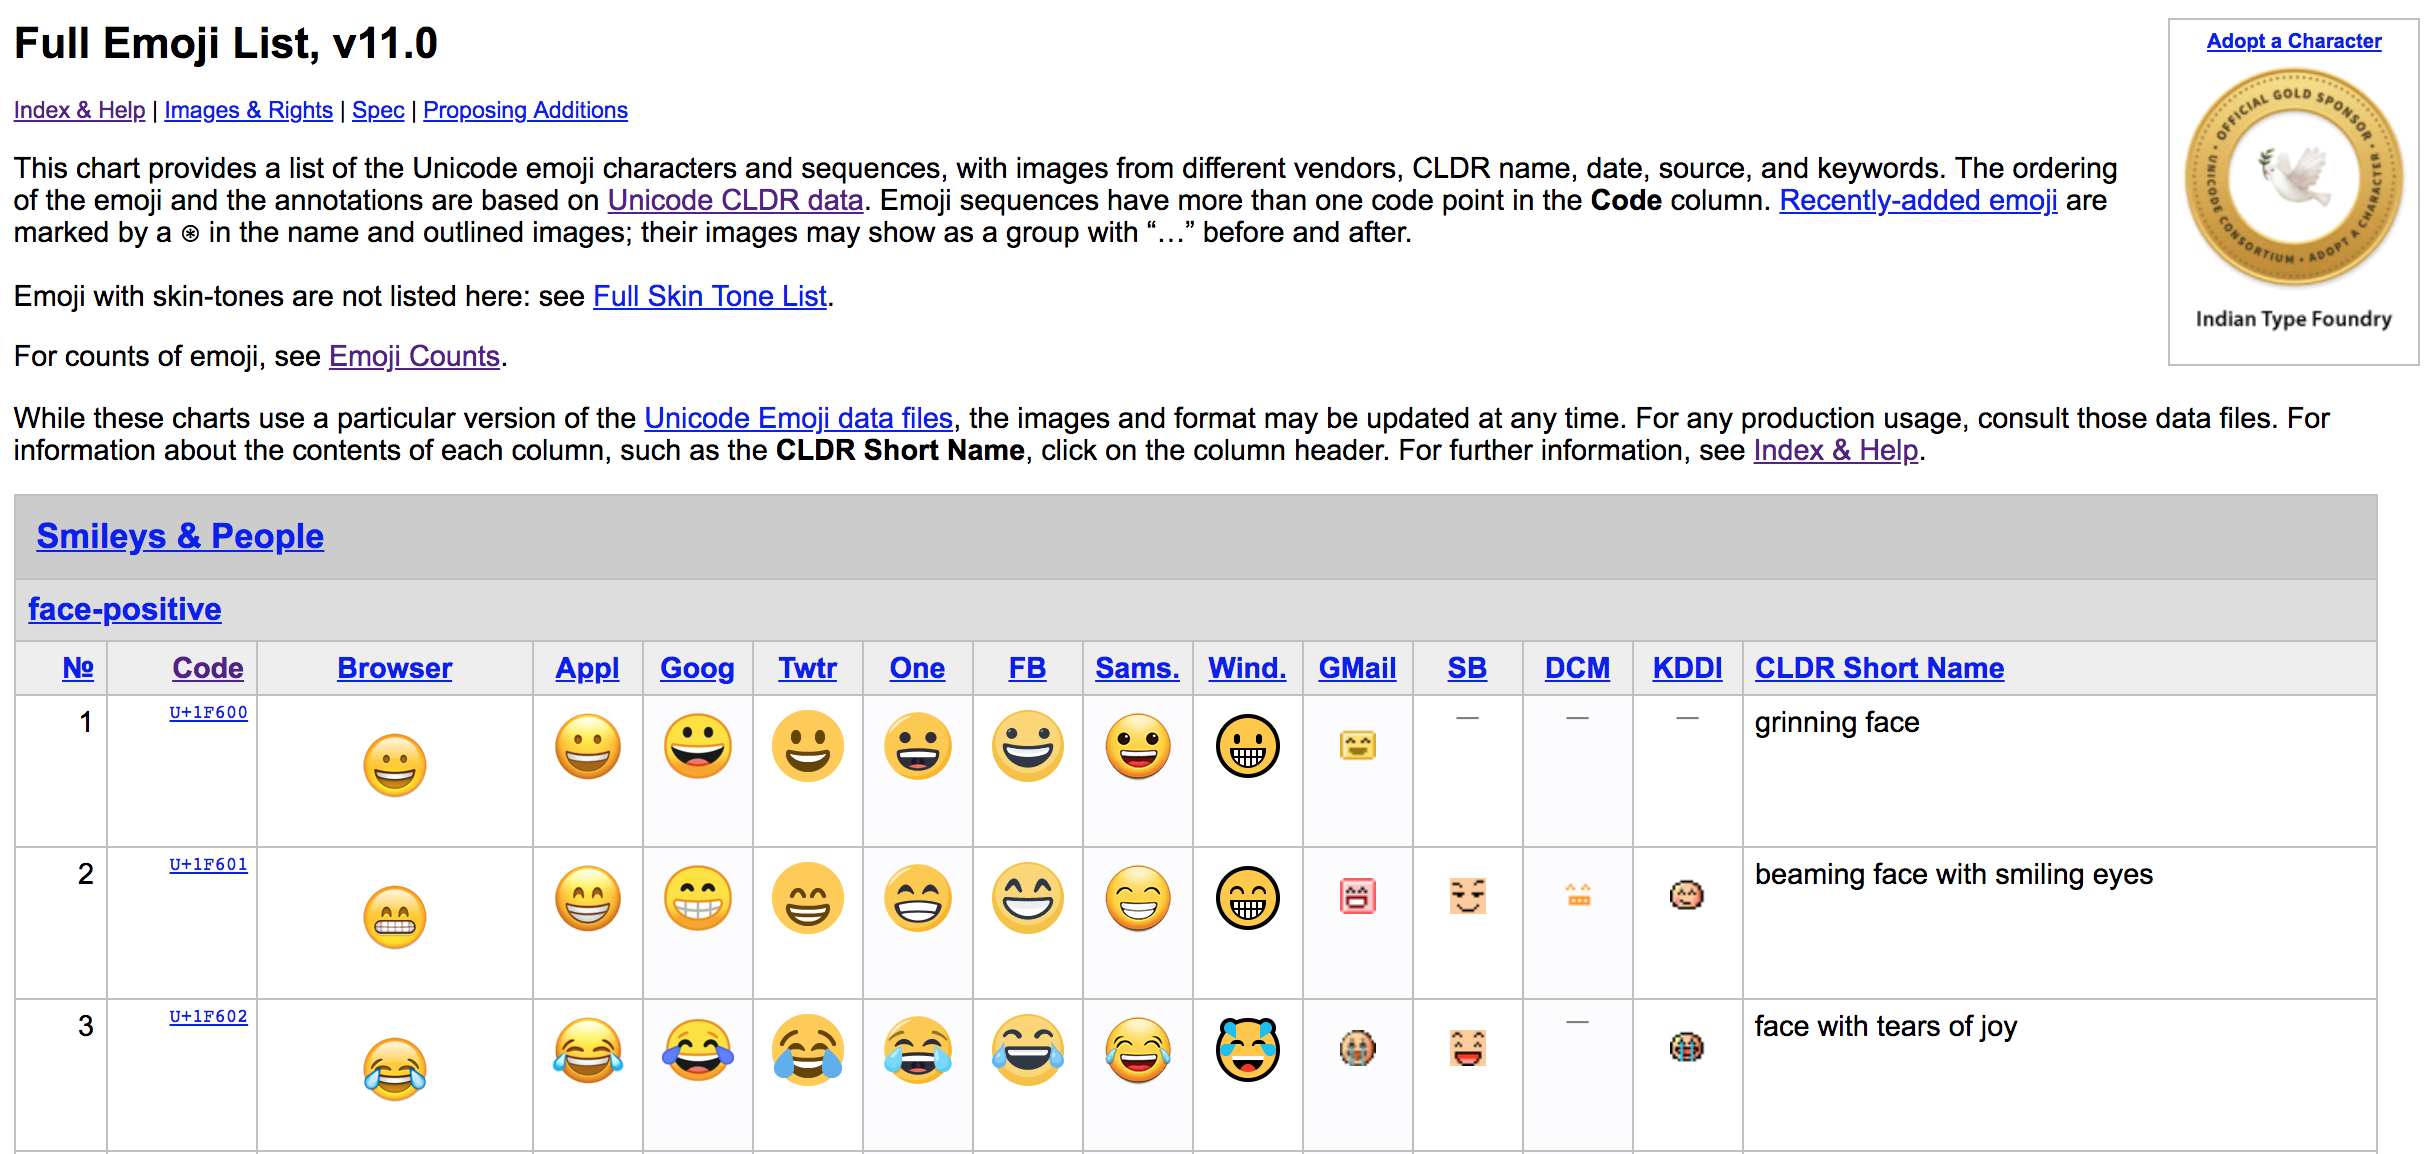 Full Emoji List, v11.0
Adopt a Character
Index & Help | Images & Rights | Spec | Proposing Additions
OFFICIAL GOLD SPONSOR • UNICODE CONSORTIUM • ADOPT A CHARACTER •
Indian Type Foundry
This chart provides a list of the Unicode emoji characters and sequences, with images from different vendors, CLDR name, date, source, and keywords. The ordering
of the emoji and the annotations are based on Unicode CLDR data. Emoji sequences have more than one code point in the Code column. Recently-added emoji are
marked by a ⊛ in the name and outlined images; their images may show as a group with “…” before and after.
Emoji with skin-tones are not listed here: see Full Skin Tone List.
For counts of emoji, see Emoji Counts.
While these charts use a particular version of the Unicode Emoji data files, the images and format may be updated at any time. For any production usage, consult those data files. For
information about the contents of each column, such as the CLDR Short Name, click on the column header. For further information, see Index & Help.
Smileys & People
face-positive
№ Code Browser Appl Goog Twtr One FB Sams. Wind. GMail SB DCM KDDI CLDR Short Name
1 U+1F600 — — — grinning face
2 U+1F601 beaming face with smiling eyes
3 U+1F602 — face with tears of joy